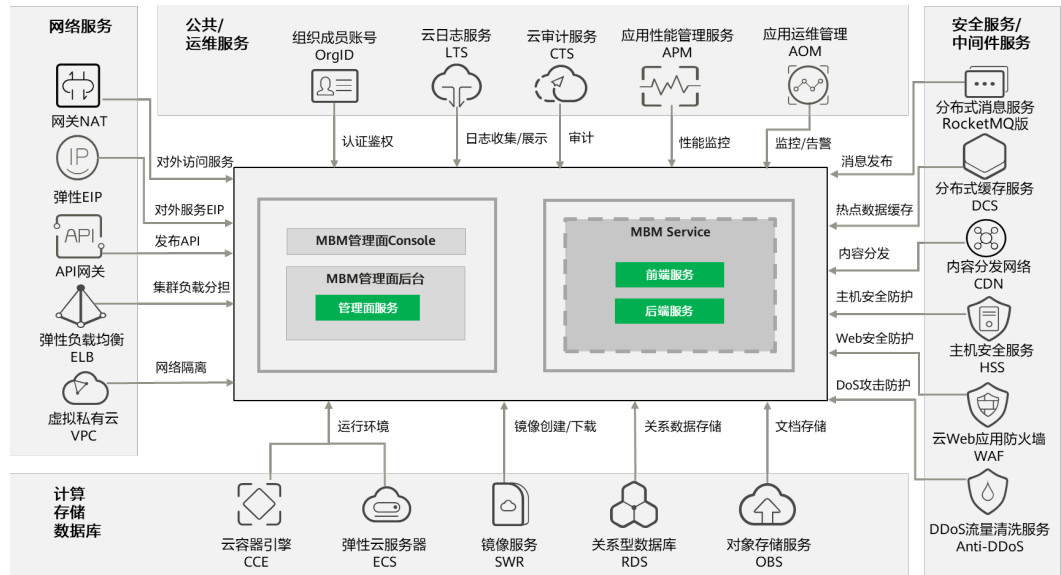 网络服务
网关NAT
弹性EIP
API
API网关
弹性负载均衡
ELB
虚拟私有云
VPC
公共/
运维服务
组织成员账号
OrgID
云日志服务
LTS
云审计服务
CTS
应用性能管理服务
APM
应用运维管理
AOM
安全服务/
中间件服务
分布式消息服务
RocketMQ版
分布式缓存服务
DCS
内容分发网络
CDN
主机安全服务
HSS
云Web应用防火墙
WAF
DDoS流量清洗服务
Anti-DDoS
IP
对外访问服务
对外服务EIP
发布API
集群负载分担
网络隔离
认证鉴权
日志收集/展示
审计
性能监控
监控/告警
消息发布
热点数据缓存
内容分发
主机安全防护
Web安全防护
DoS攻击防护
MBM管理面Console
MBM管理面后台
管理面服务
MBM Service
前端服务
后端服务
运行环境
镜像创建/下载
关系数据存储
文档存储
计算
存储
数据库
云容器引擎
CCE
弹性云服务器
ECS
镜像服务
SWR
关系型数据库
RDS
对象存储服务
OBS